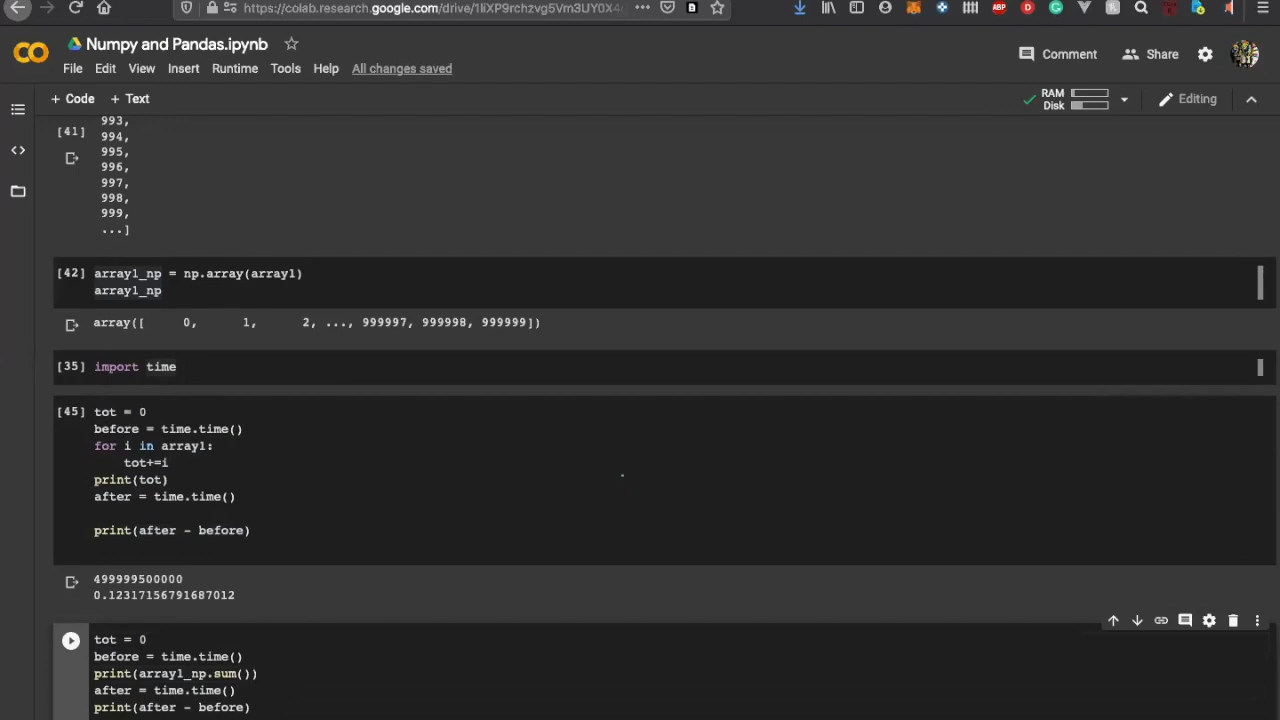 https://colab.research.google.com/drive/1liXP9rchzvg5Vm3UY0X4
ABP
Numpy and Pandas.ipynb
File Edit View Insert Runtime Tools Help All changes saved
Comment Share
+ Code + Text
RAM
Disk
Editing
993,
[41]
994,
995,
996,
997,
998,
999,
...]
[42] array1_np = np.array(array1)
array1_np
array([ 0, 1, 2, ..., 999997, 999998, 999999])
[35] import time
[45] tot = 0
before = time.time()
for i in array1:
tot+=i
print(tot)
after = time.time()
print(after - before)
499999500000
0.12317156791687012
tot = 0
before = time.time()
print(array1_np.sum())
after = time.time()
print(after - before)